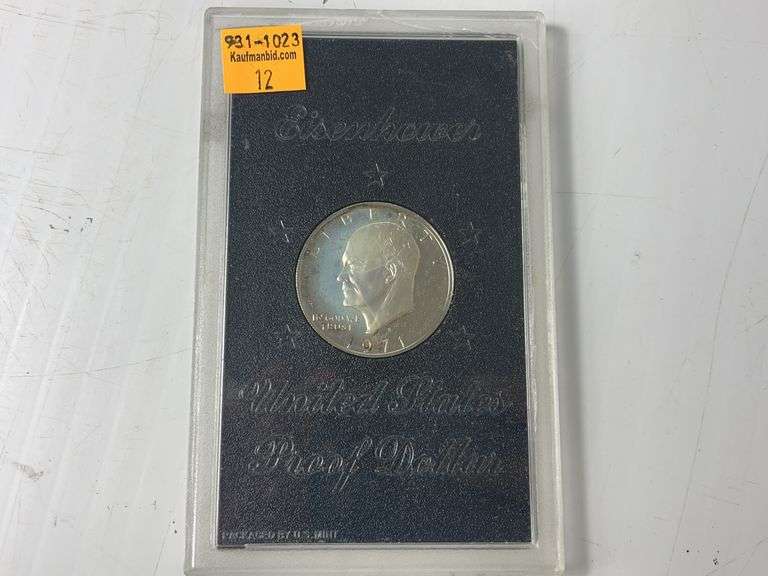 931-1023
Kaufmanbid.com
12
Eisenhower
LIBERTY
IN GOD WE
TRUST
1971
United States
Proof Dollar
PACKAGED BY U.S. MINT